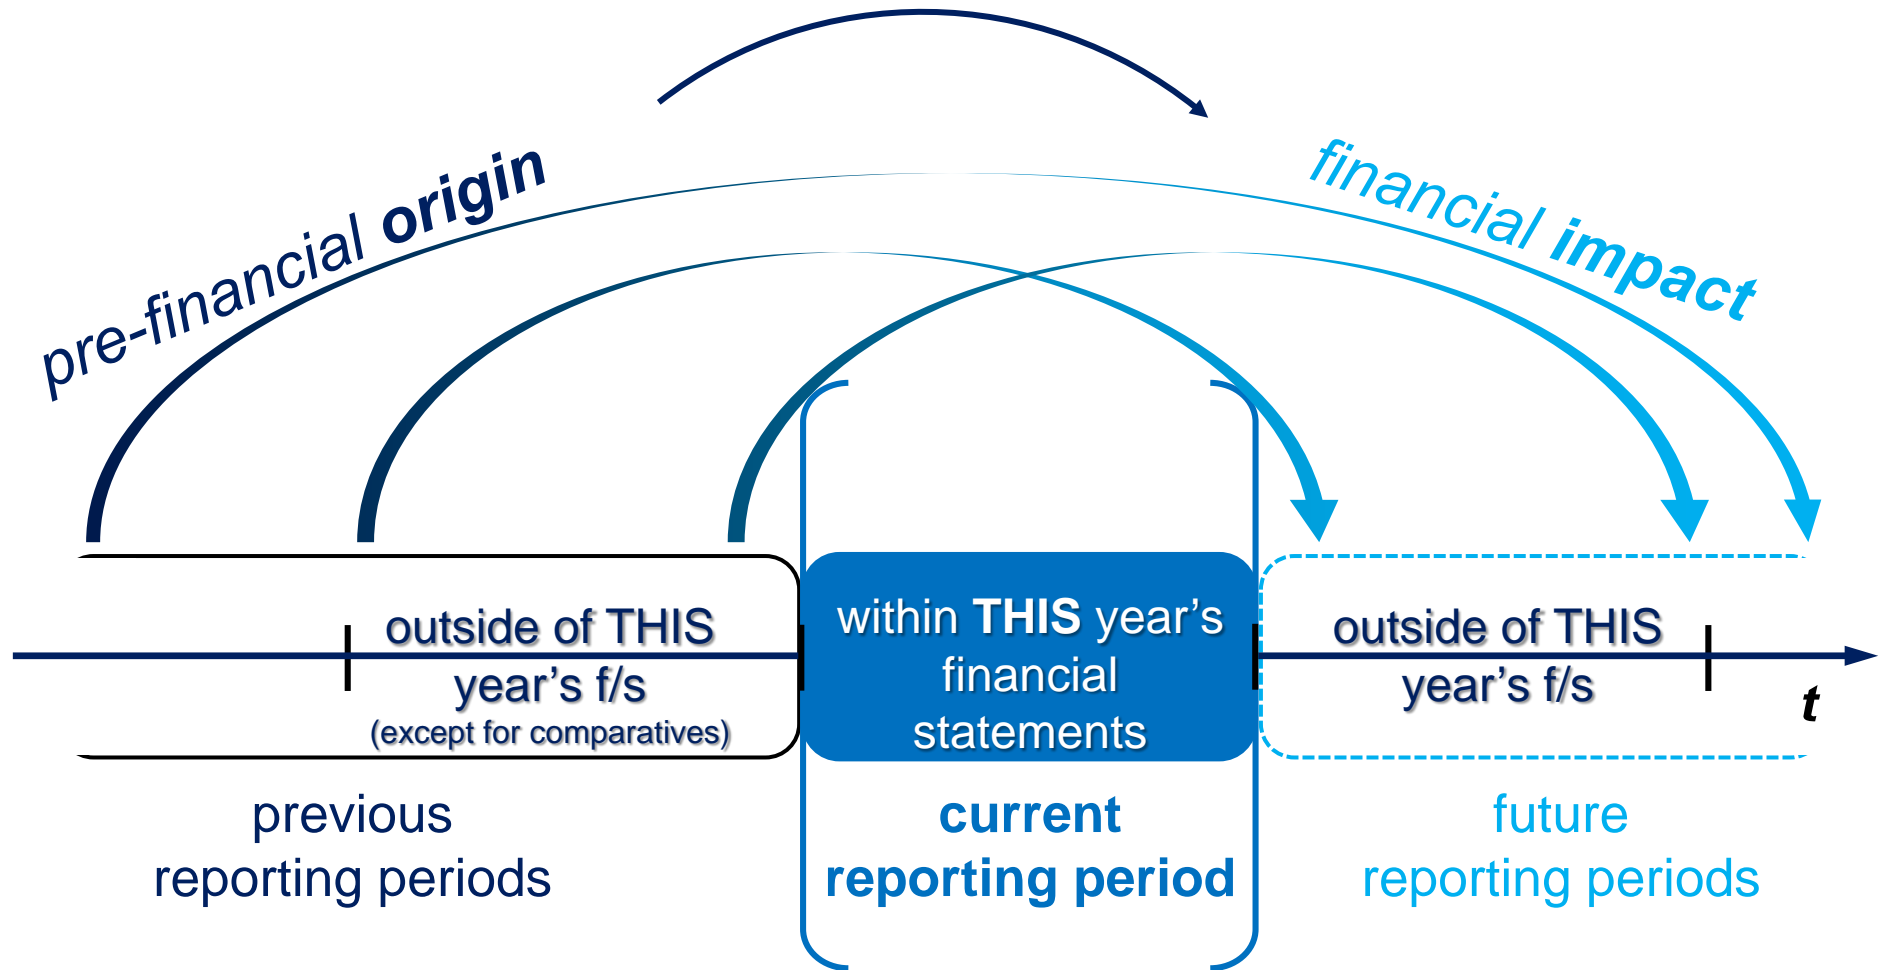 pre-financial origin
financial impact
outside of THIS
year's f/s
(except for comparatives)
within THIS year's
financial
statements
outside of THIS
year's f/s
t
previous
reporting periods
current
reporting period
future
reporting periods